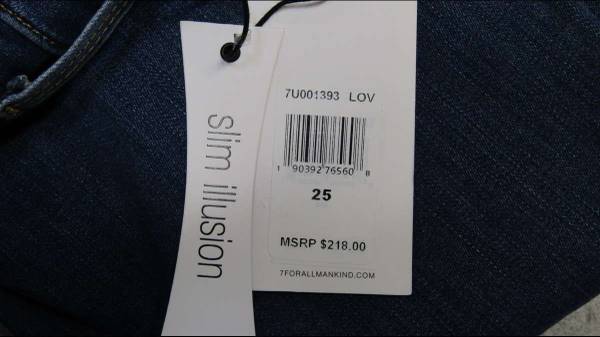 slim illusion
7U001393 LOV
1 90392 76560 8
25
MSRP $218.00
7FORALLMANKIND.COM